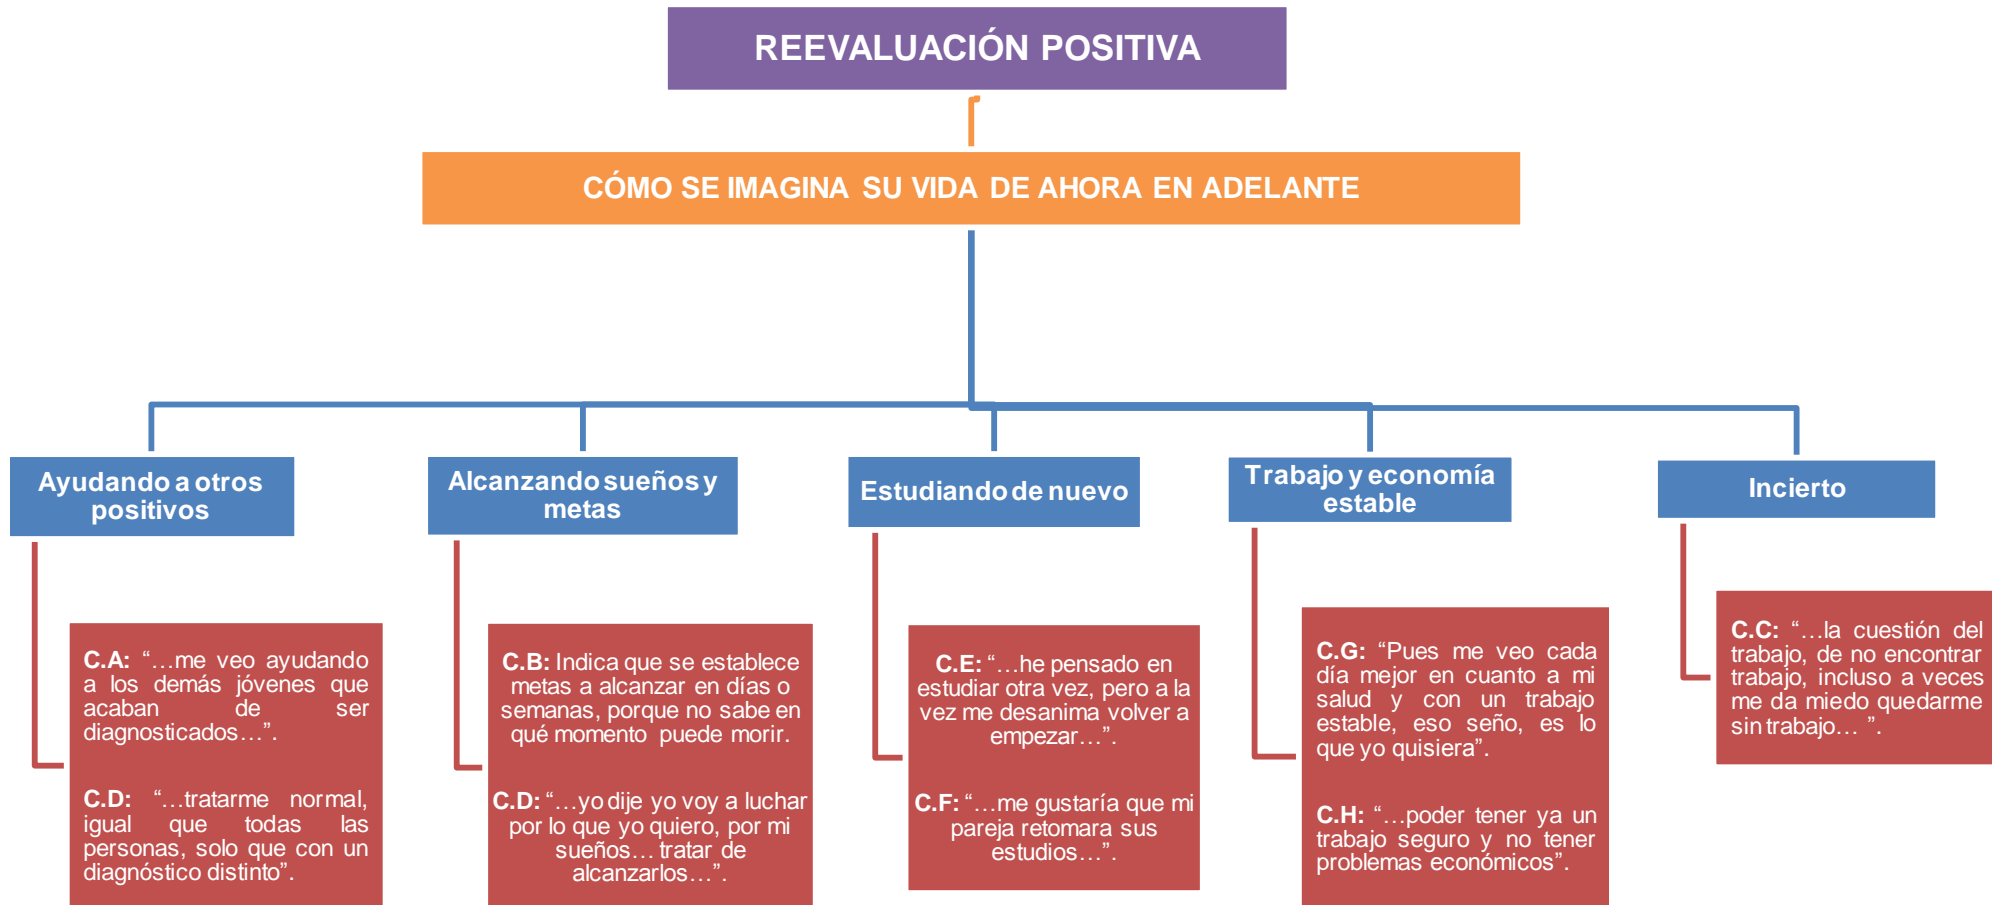 REEVALUACIÓN POSITIVA
CÓMO SE IMAGINA SU VIDA DE AHORA EN ADELANTE
Ayudando a otros
positivos
Alcanzando sueños y
metas
Estudiando de nuevo
Trabajo y economía
estable
Incierto
C.A: “…me veo ayudando
a los demás jóvenes que
acaban de ser
diagnosticados…”.
C.D: “…tratarme normal,
igual que todas las
personas, solo que con un
diagnóstico distinto”.
C.B: Indica que se establece
metas a alcanzar en días o
semanas, porque no sabe en
qué momento puede morir.
C.D: “…yo dije yo voy a luchar
por lo que yo quiero, por mi
sueños… tratar de
alcanzarlos…”.
C.E: “…he pensado en
estudiar otra vez, pero a la
vez me desanima volver a
empezar…”.
C.F: “…me gustaría que mi
pareja retomara sus
estudios…”.
C.G: “Pues me veo cada
día mejor en cuanto a mi
salud y con un trabajo
estable, eso seño, es lo
que yo quisiera”.
C.H: “…poder tener ya un
trabajo seguro y no tener
problemas económicos”.
C.C: “…la cuestión del
trabajo, de no encontrar
trabajo, incluso a veces
me da miedo quedarme
sin trabajo… ”.